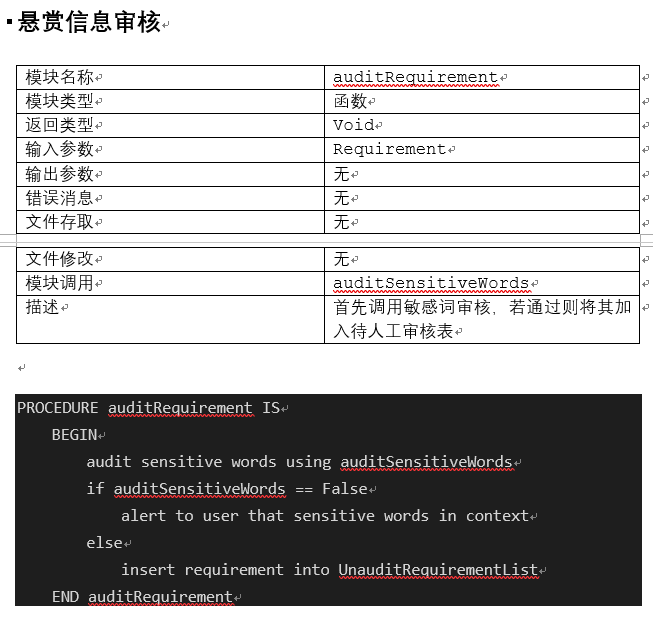 ▪悬赏信息审核
模块名称 auditRequirement
模块类型 函数
返回类型 Void
输入参数 Requirement
输出参数 无
错误消息 无
文件存取 无
文件修改 无
模块调用 auditSensitiveWords
描述 首先调用敏感词审核，若通过则将其加
入待人工审核表
PROCEDURE auditRequirement IS
BEGIN
audit sensitive words using auditSensitiveWords
if auditSensitiveWords == False
alert to user that sensitive words in context
else
insert requirement into UnauditRequirementList
END auditRequirement